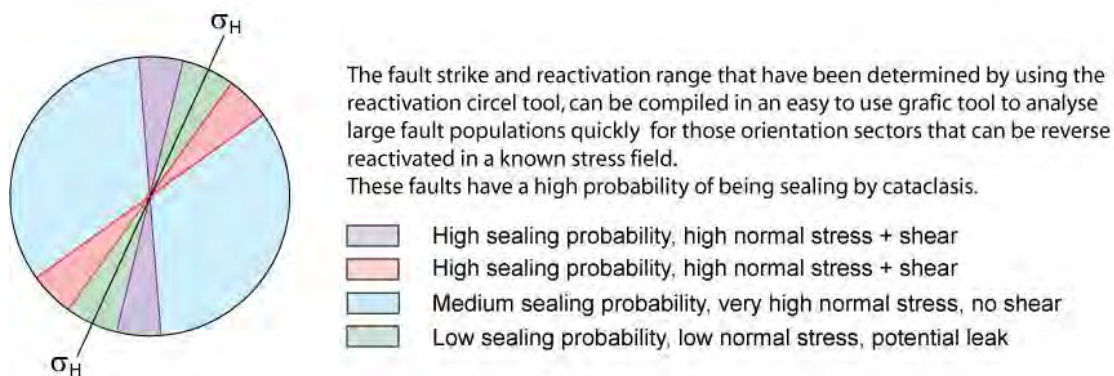 σH
The fault strike and reactivation range that have been determined by using the
reactivation circel tool, can be compiled in an easy to use grafic tool to analyse
large fault populations quickly for those orientation sectors that can be reverse
reactivated in a known stress field.
These faults have a high probability of being sealing by cataclasis.
High sealing probability, high normal stress + shear
High sealing probability, high normal stress + shear
Medium sealing probability, very high normal stress, no shear
Low sealing probability, low normal stress, potential leak
σH